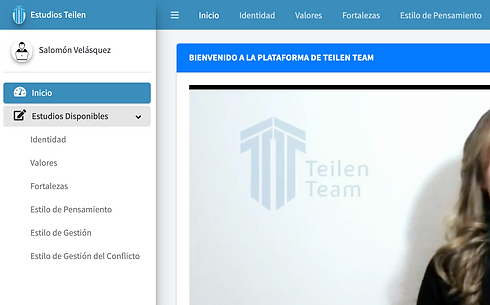 Estudios Teilen
Inicio Identidad Valores Fortalezas Estilo de Pensamiento
Salomón Velásquez
BIENVENIDO A LA PLATAFORMA DE TEILEN TEAM
Inicio
Estudios Disponibles
Identidad
Valores
Fortalezas
Estilo de Pensamiento
Estilo de Gestión
Estilo de Gestión del Conflicto
Teilen
Team